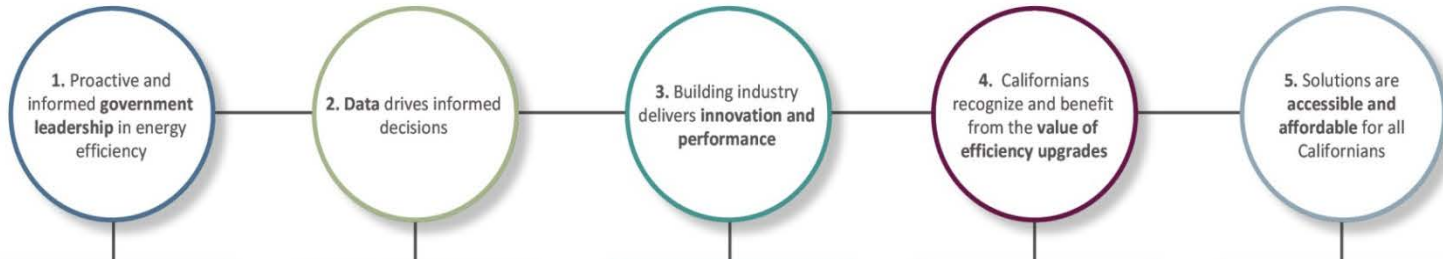 1. Proactive and
informed government
leadership in energy
efficiency
2. Data drives informed
decisions
3. Building industry
delivers innovation and
performance
4. Californians
recognize and benefit
from the value of
efficiency upgrades
5. Solutions are
accessible and
affordable for all
Californians